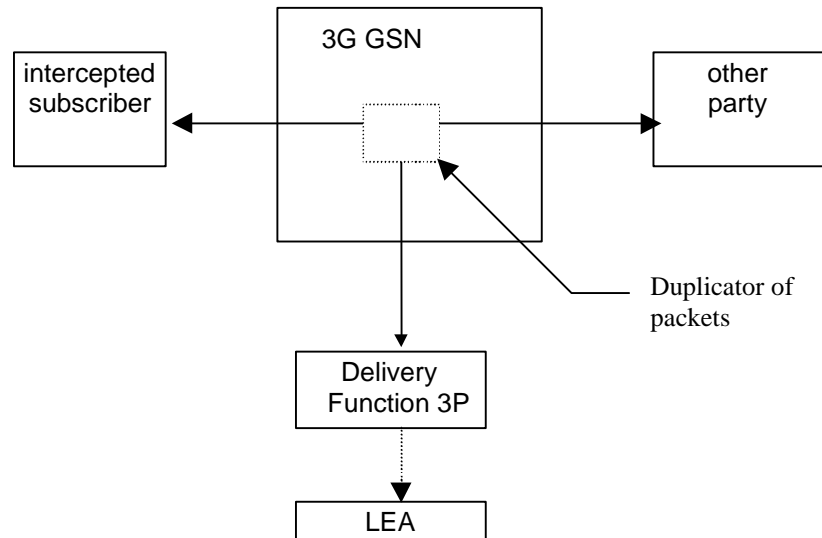 3G GSN
intercepted
subscriber
other
party
Duplicator of
packets
Delivery
Function 3P
LEA